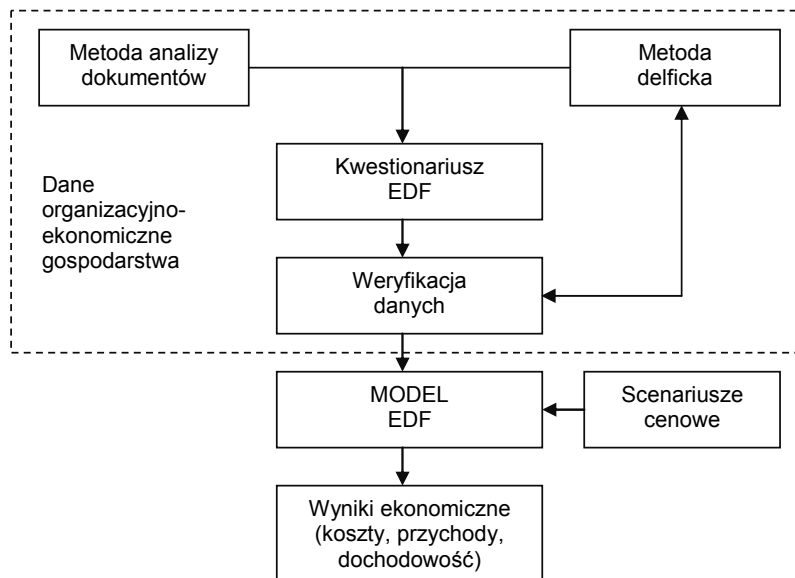 Metoda analizy
dokumentów
Metoda
delficka
Kwestionariusz
EDF
Dane
organizacyjno-
ekonomiczne
gospodarstwa
Weryfikacja
danych
MODEL
EDF
Scenariusze
cenowe
Wyniki ekonomiczne
(koszty, przychody,
dochodowość)